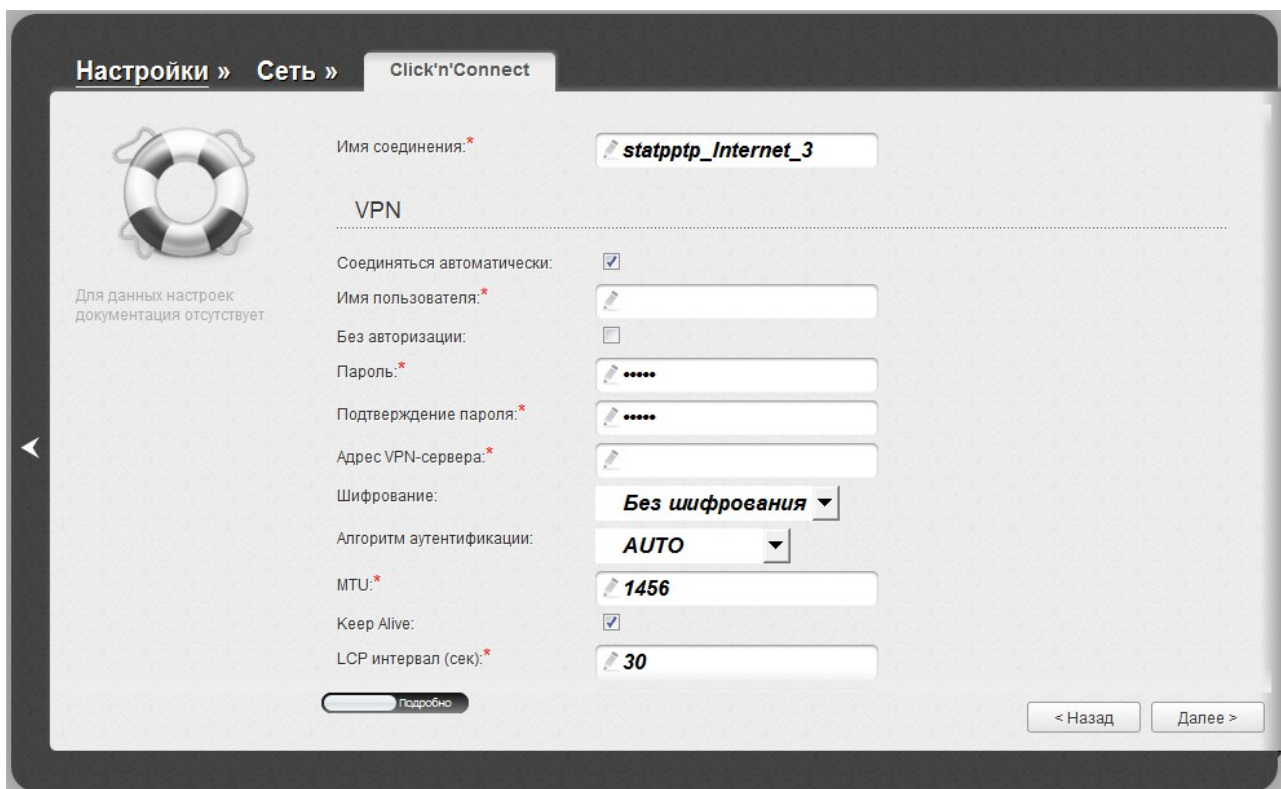 Настройки » Сеть » Click'n'Connect
Имя соединения:* statpptp_Internet_3
VPN
Для данных настроек
документация отсутствует
Соединяться автоматически:
Имя пользователя:*
Без авторизации:
Пароль:* •••••
Подтверждение пароля:* •••••
Адрес VPN-сервера:*
Шифрование: Без шифрования
Алгоритм аутентификации: AUTO
MTU:* 1456
Keep Alive:
LCP интервал (сек):* 30
Подробно
< Назад Далее >